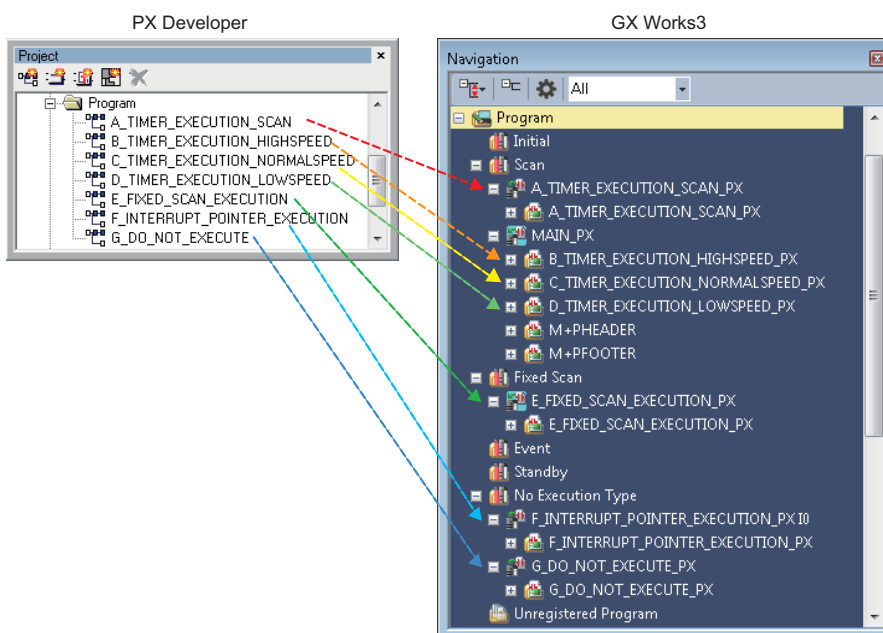 PX Developer
GX Works3
Project
Program
A_TIMER_EXECUTION_SCAN
B_TIMER_EXECUTION_HIGHSPEED
C_TIMER_EXECUTION_NORMALSPEED
D_TIMER_EXECUTION_LOWSPEED
E_FIXED_SCAN_EXECUTION
F_INTERRUPT_POINTER_EXECUTION
G_DO_NOT_EXECUTE
Navigation
All
Program
Initial
Scan
A_TIMER_EXECUTION_SCAN_PX
A_TIMER_EXECUTION_SCAN_PX
MAIN_PX
B_TIMER_EXECUTION_HIGHSPEED_PX
C_TIMER_EXECUTION_NORMALSPEED_PX
D_TIMER_EXECUTION_LOWSPEED_PX
M+PHEADER
M+PFOOTER
Fixed Scan
E_FIXED_SCAN_EXECUTION_PX
E_FIXED_SCAN_EXECUTION_PX
Event
Standby
No Execution Type
F_INTERRUPT_POINTER_EXECUTION_PX I0
F_INTERRUPT_POINTER_EXECUTION_PX
G_DO_NOT_EXECUTE_PX
G_DO_NOT_EXECUTE_PX
Unregistered Program